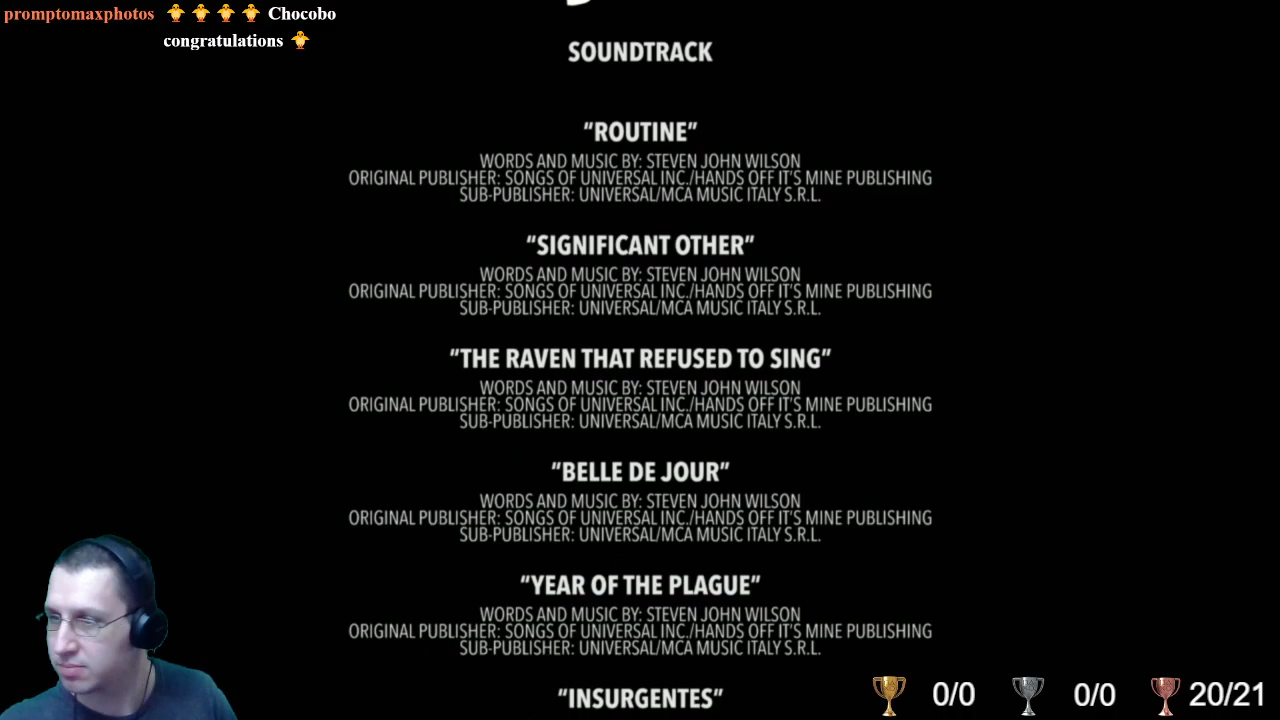 promptomaxphotos Chocobo
congratulations
SOUNDTRACK
“ROUTINE”
WORDS AND MUSIC BY: STEVEN JOHN WILSON
ORIGINAL PUBLISHER: SONGS OF UNIVERSAL INC./HANDS OFF IT'S MINE PUBLISHING
SUB-PUBLISHER: UNIVERSAL/MCA MUSIC ITALY S.R.L.
“SIGNIFICANT OTHER”
WORDS AND MUSIC BY: STEVEN JOHN WILSON
ORIGINAL PUBLISHER: SONGS OF UNIVERSAL INC./HANDS OFF IT'S MINE PUBLISHING
SUB-PUBLISHER: UNIVERSAL/MCA MUSIC ITALY S.R.L.
“THE RAVEN THAT REFUSED TO SING”
WORDS AND MUSIC BY: STEVEN JOHN WILSON
ORIGINAL PUBLISHER: SONGS OF UNIVERSAL INC./HANDS OFF IT'S MINE PUBLISHING
SUB-PUBLISHER: UNIVERSAL/MCA MUSIC ITALY S.R.L.
“BELLE DE JOUR”
WORDS AND MUSIC BY: STEVEN JOHN WILSON
ORIGINAL PUBLISHER: SONGS OF UNIVERSAL INC./HANDS OFF IT'S MINE PUBLISHING
SUB-PUBLISHER: UNIVERSAL/MCA MUSIC ITALY S.R.L.
“YEAR OF THE PLAGUE”
WORDS AND MUSIC BY: STEVEN JOHN WILSON
ORIGINAL PUBLISHER: SONGS OF UNIVERSAL INC./HANDS OFF IT'S MINE PUBLISHING
SUB-PUBLISHER: UNIVERSAL/MCA MUSIC ITALY S.R.L.
“INSURGENTES”
0/0 0/0 20/21